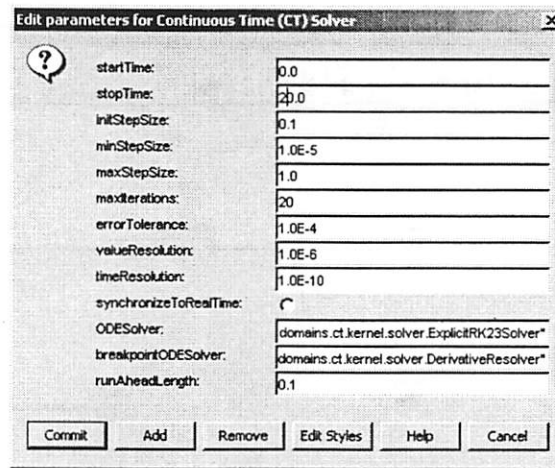 Edit parameters for Continuous Time (CT) Solver
startTime: 0.0
stopTime: 20.0
initStepSize: 0.1
minStepSize: 1.0E-5
maxStepSize: 1.0
maxIterations: 20
errorTolerance: 1.0E-4
valueResolution: 1.0E-6
timeResolution: 1.0E-10
synchronizeToRealTime:
ODESolver: domains.ct.kernel.solver.ExplicitRK23Solver"
breakpointODESolver: domains.ct.kernel.solver.DerivativeResolver"
runAheadLength: 0.1
Commit Add Remove Edit Styles Help Cancel